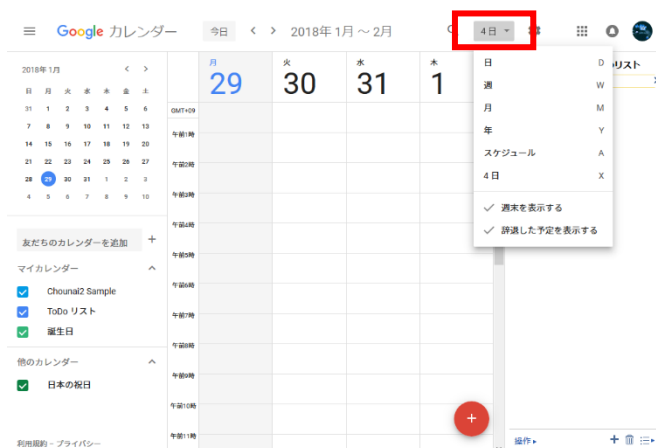 Google カレンダー 今日 < > 2018年 1月 ～ 2月 4日
2018年 1月 < >
日 月 火 水 木 金 土
31 1 2 3 4 5 6
7 8 9 10 11 12 13
14 15 16 17 18 19 20
21 22 23 24 25 26 27
28 29 30 31 1 2 3
4 5 6 7 8 9 10
友だちのカレンダーを追加 +
マイカレンダー
Chounai2 Sample
ToDo リスト
誕生日
他のカレンダー
日本の祝日
利用規約 – プライバシー
月 火 水 木
29 30 31 1
GMT+09
午前1時
午前2時
午前3時
午前4時
午前5時
午前6時
午前7時
午前8時
午前9時
午前10時
午前11時
日 D
週 W
月 M
年 Y
スケジュール A
4日 X
週末を表示する
辞退した予定を表示する
リスト
+
操作
+